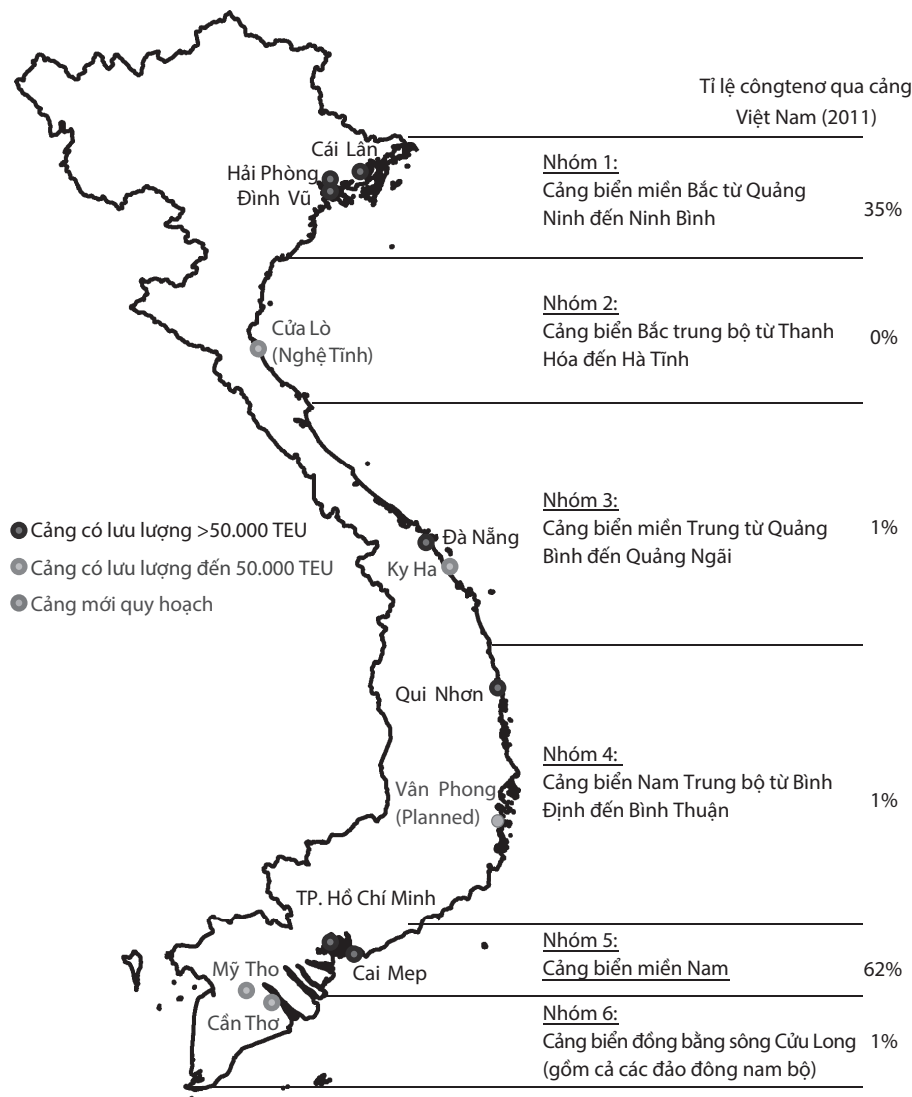 Tỉ lệ côngtenơ qua cảng
Việt Nam (2011)
Cái Lân
Hải Phòng
Đình Vũ
Nhóm 1:
Cảng biển miền Bắc từ Quảng
Ninh đến Ninh Bình
35%
Cửa Lò
(Nghệ Tĩnh)
Nhóm 2:
Cảng biển Bắc trung bộ từ Thanh
Hóa đến Hà Tĩnh
0%
Cảng có lưu lượng >50.000 TEU
Cảng có lưu lượng đến 50.000 TEU
Cảng mới quy hoạch
Đà Nẵng
Ky Ha
Nhóm 3:
Cảng biển miền Trung từ Quảng
Bình đến Quảng Ngãi
1%
Qui Nhơn
Vân Phong
(Planned)
Nhóm 4:
Cảng biển Nam Trung bộ từ Bình
Định đến Bình Thuận
1%
TP. Hồ Chí Minh
Cai Mep
Nhóm 5:
Cảng biển miền Nam
62%
Mỹ Tho
Cần Thơ
Nhóm 6:
Cảng biển đồng bằng sông Cửu Long
(gồm cả các đảo đông nam bộ)
1%